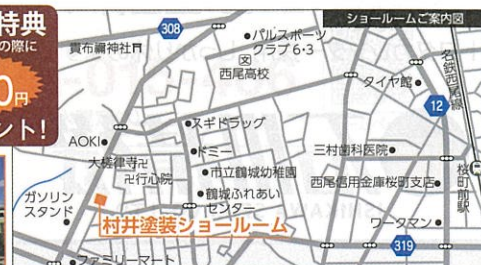 特典
の際に
0円
ント!
ショールームご案内図
308
パルスポーツ
クラブ6・3
貴布禰神社
文
西尾高校
名鉄西尾線
タイヤ館
12
スギドラッグ
AOKI
ドミー
三村歯科医院
市立鶴城幼稚園
行心院
西尾信用金庫桜町支店
桜町前駅
ガソリン
スタンド
鶴城ふれあい
センター
村井塗装ショールーム
ワークマン
319
ファミリーマート